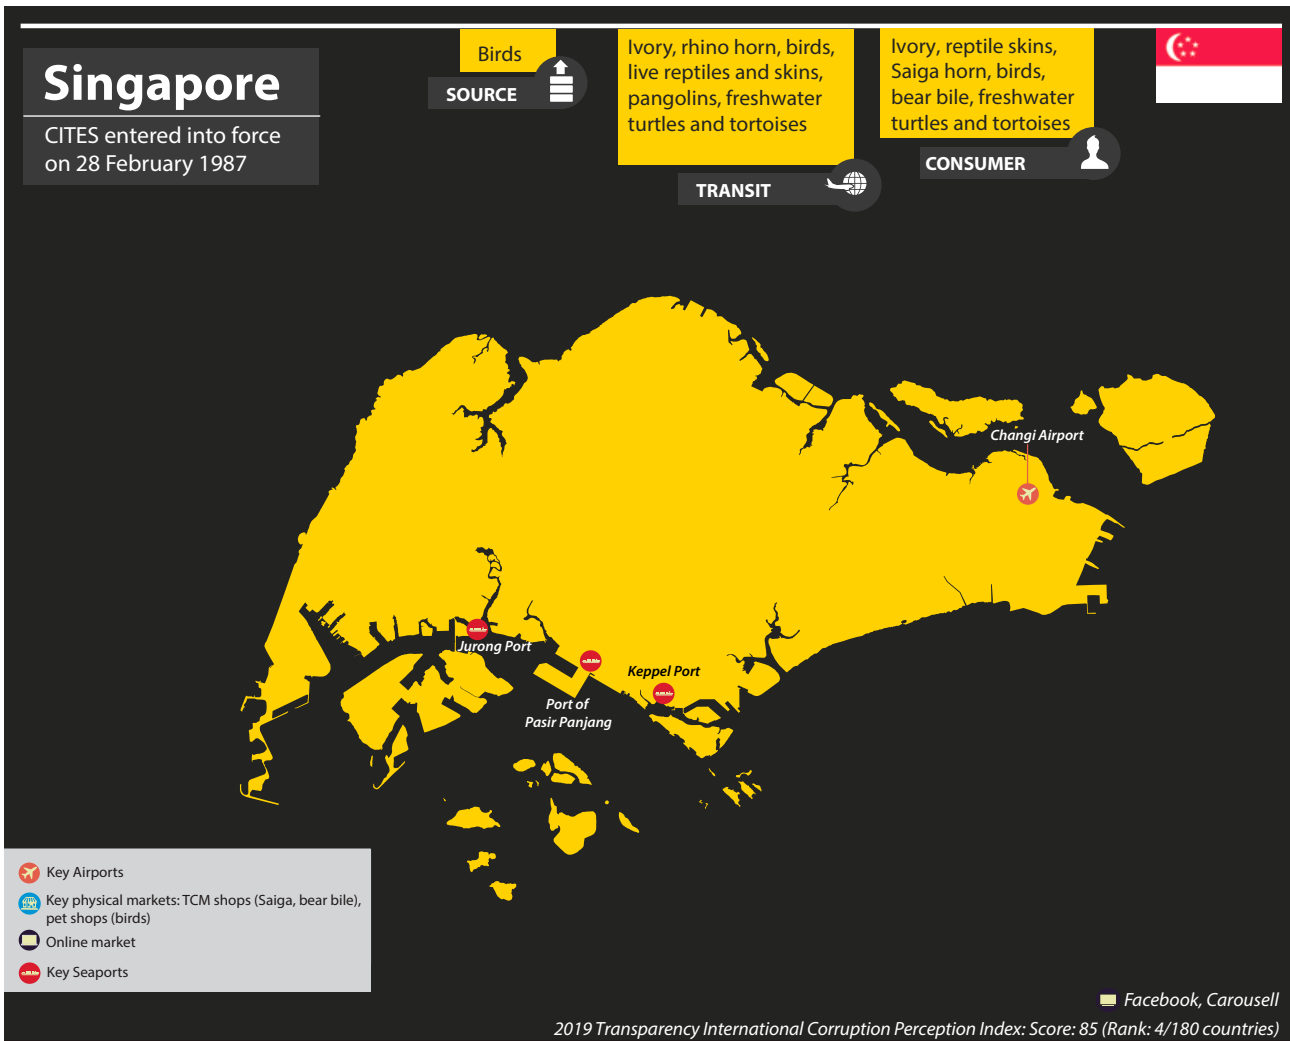 Singapore
CITES entered into force
on 28 February 1987
Birds
SOURCE
Ivory, rhino horn, birds,
live reptiles and skins,
pangolins, freshwater
turtles and tortoises
TRANSIT
Ivory, reptile skins,
Saiga horn, birds,
bear bile, freshwater
turtles and tortoises
CONSUMER
Changi Airport
Jurong Port
Keppel Port
Port of
Pasir Panjang
Key Airports
Key physical markets: TCM shops (Saiga, bear bile),
pet shops (birds)
Online market
Key Seaports
Facebook, Carousell
2019 Transparency International Corruption Perception Index: Score: 85 (Rank: 4/180 countries)